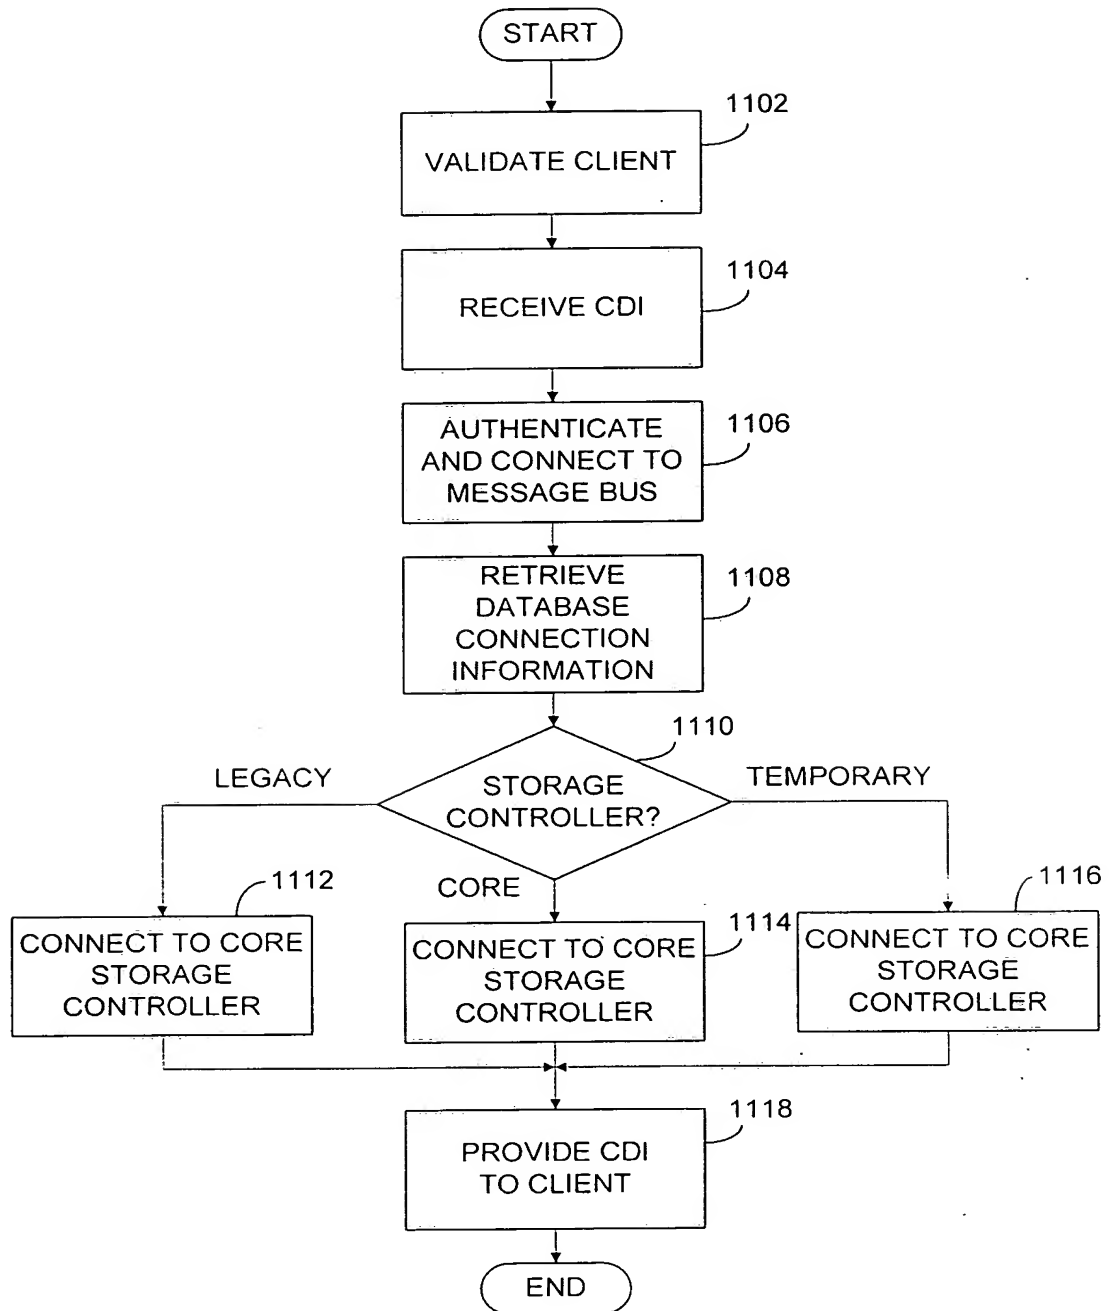 START
1102
VALIDATE CLIENT
1104
RECEIVE CDI
1106
AUTHENTICATE
AND CONNECT TO
MESSAGE BUS
1108
RETRIEVE
DATABASE
CONNECTION
INFORMATION
1110
LEGACY
STORAGE
CONTROLLER?
TEMPORARY
CORE
1112
CONNECT TO CORE
STORAGE
CONTROLLER
1114
CONNECT TO CORE
STORAGE
CONTROLLER
1116
CONNECT TO CORE
STORAGE
CONTROLLER
1118
PROVIDE CDI
TO CLIENT
END